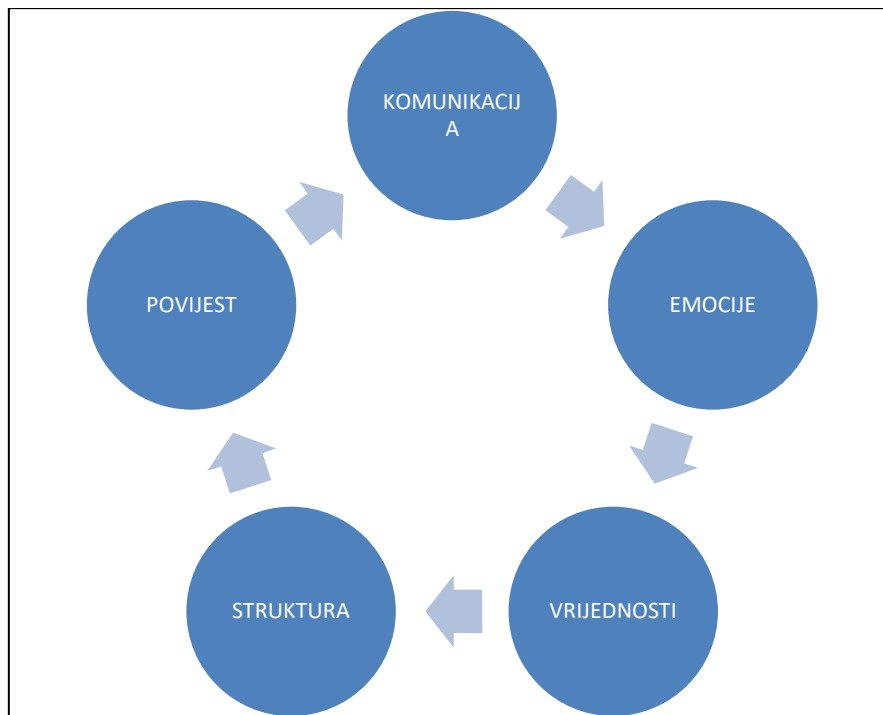 KOMUNIKACIJ
A
EMOCIJE
VRIJEDNOSTI
STRUKTURA
POVIJEST